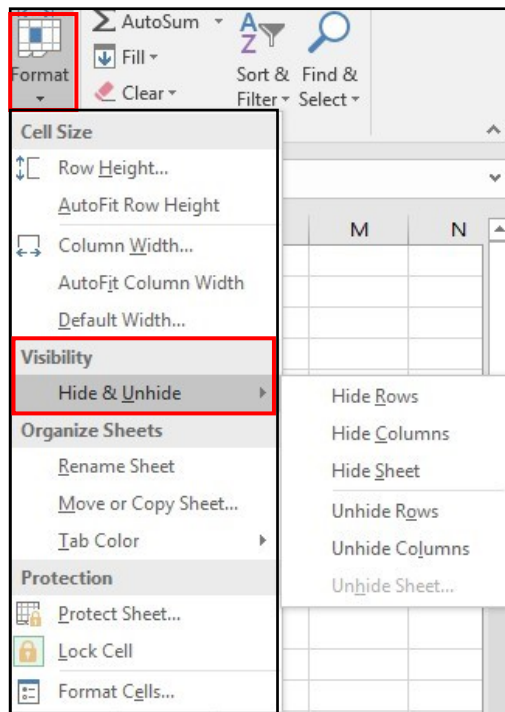 AutoSum
Format
Fill
Clear
Sort &
Filter
Find &
Select
Cell Size
Row Height...
AutoFit Row Height
Column Width...
AutoFit Column Width
Default Width...
Visibility
Hide & Unhide
Organize Sheets
Rename Sheet
Move or Copy Sheet...
Tab Color
Protection
Protect Sheet...
Lock Cell
Format Cells...
M N
Hide Rows
Hide Columns
Hide Sheet
Unhide Rows
Unhide Columns
Unhide Sheet...